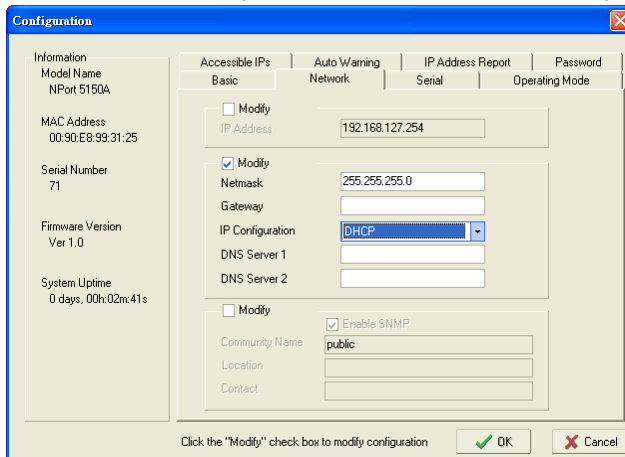 Configuration
Information
Model Name
NPort 5150A
MAC Address
00:90:E8:99:31:25
Serial Number
71
Firmware Version
Ver 1.0
System Uptime
0 days, 00h:02m:41s
Accessible IPs
Auto Warning
IP Address Report
Password
Basic
Network
Serial
Operating Mode
Modify
IP Address
192.168.127.254
Modify
Netmask
255.255.255.0
Gateway
IP Configuration
DHCP
DNS Server 1
DNS Server 2
Modify
Enable SNMP
Community Name
public
Location
Contact
Click the "Modify" check box to modify configuration
OK
Cancel